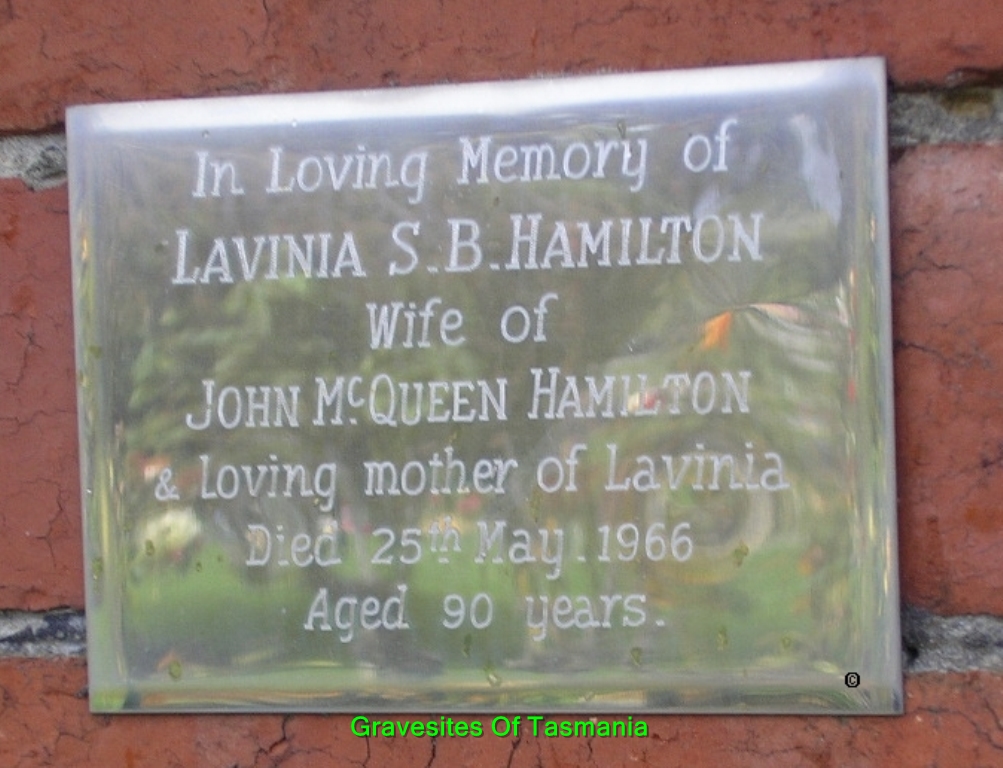 In Loving Memory of
LAVINIA S.B.HAMILTON
Wife of
JOHN McQUEEN HAMILTON
& loving mother of Lavinia
Died 25th May.1966
Aged 90 years.
©
Gravesites Of Tasmania